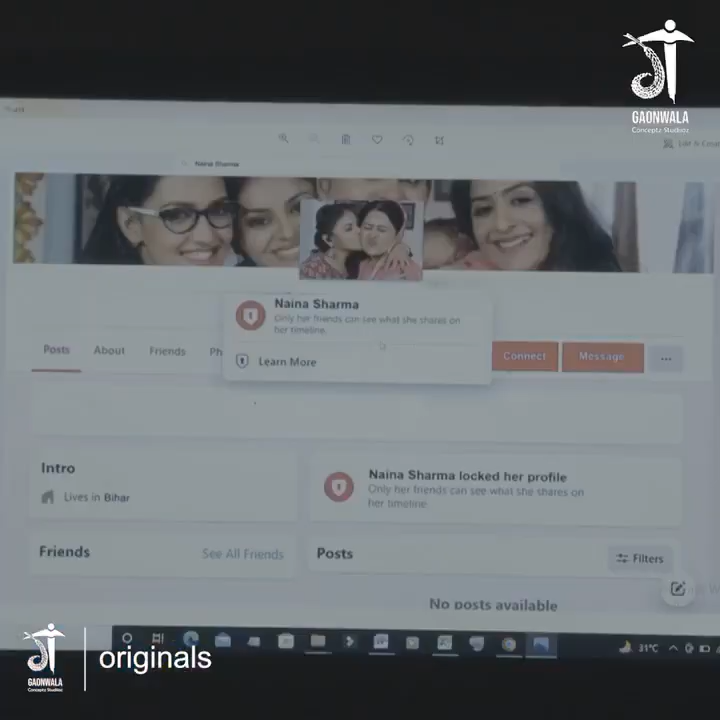 GAONWALA
Concepts Studioz
Naina Sharma
Naina Sharma
Only her friends can see what she shares on
her timeline.
Learn More
Posts
About
Friends
Ph
Connect
Message
...
Intro
Lives in Bihar
Naina Sharma locked her profile
Only her friends can see what she shares on
her timeline.
Friends
See All Friends
Posts
Filters
No posts available
31°C
GAONWALA
Concepts Studioz
originals